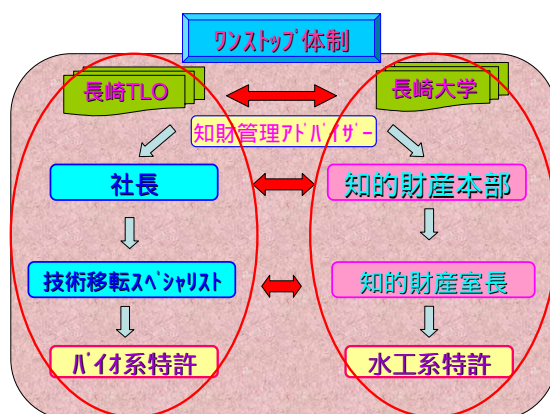 ワンストップ体制
長崎TLO
長崎大学
知財管理アドバイザー
社長
知的財産本部
技術移転スペシャリスト
知的財産室長
バイオ系特許
水工系特許